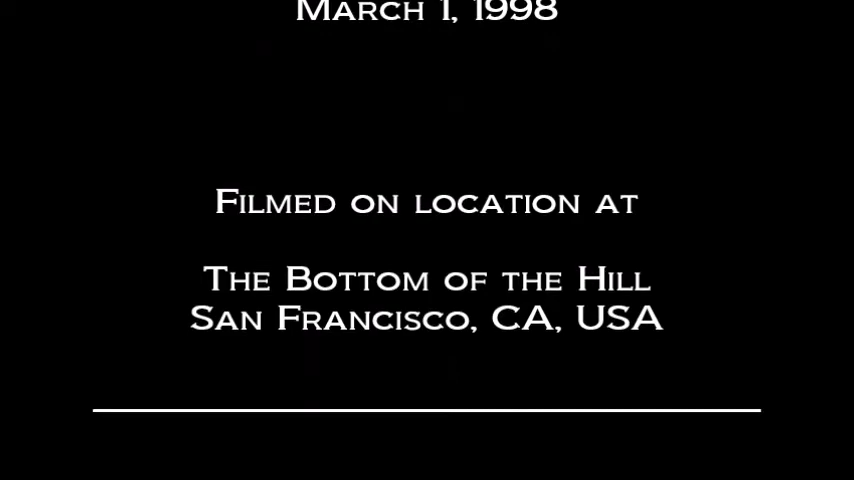 March 1, 1998
Filmed on location at
The Bottom of the Hill
San Francisco, CA, USA